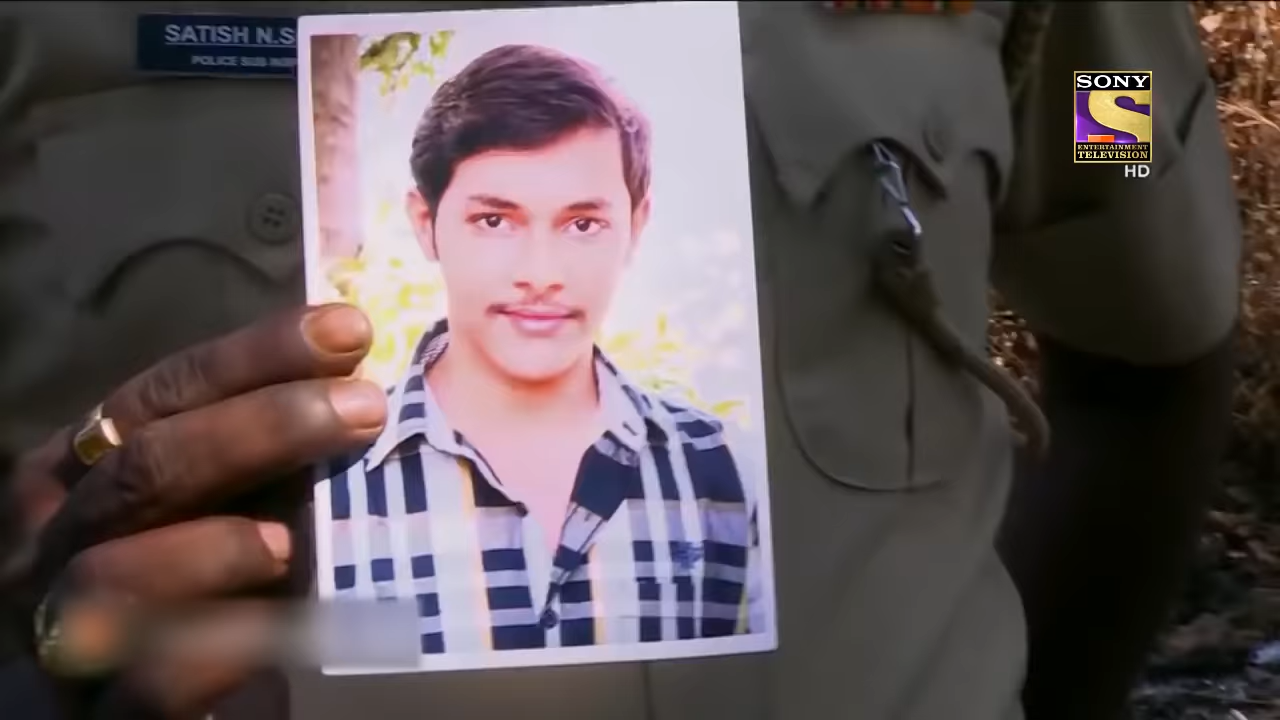 SATISH N.S
POLICE SUB INSP
SONY
S
ENTERTAINMENT
TELEVISION
HD